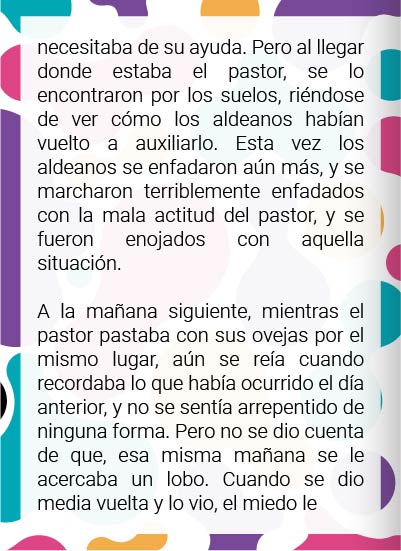 necesitaba de su ayuda. Pero al llegar
donde estaba el pastor, se lo
encontraron por los suelos, riéndose
de ver cómo los aldeanos habían
vuelto a auxiliarlo. Esta vez los
aldeanos se enfadaron aún más, y se
marcharon terriblemente enfadados
con la mala actitud del pastor, y se
fueron enojados con aquella
situación.

A la mañana siguiente, mientras el
pastor pastaba con sus ovejas por el
mismo lugar, aún se reía cuando
recordaba lo que había ocurrido el día
anterior, y no se sentía arrepentido de
ninguna forma. Pero no se dio cuenta
de que, esa misma mañana se le
acercaba un lobo. Cuando se dio
media vuelta y lo vio, el miedo le